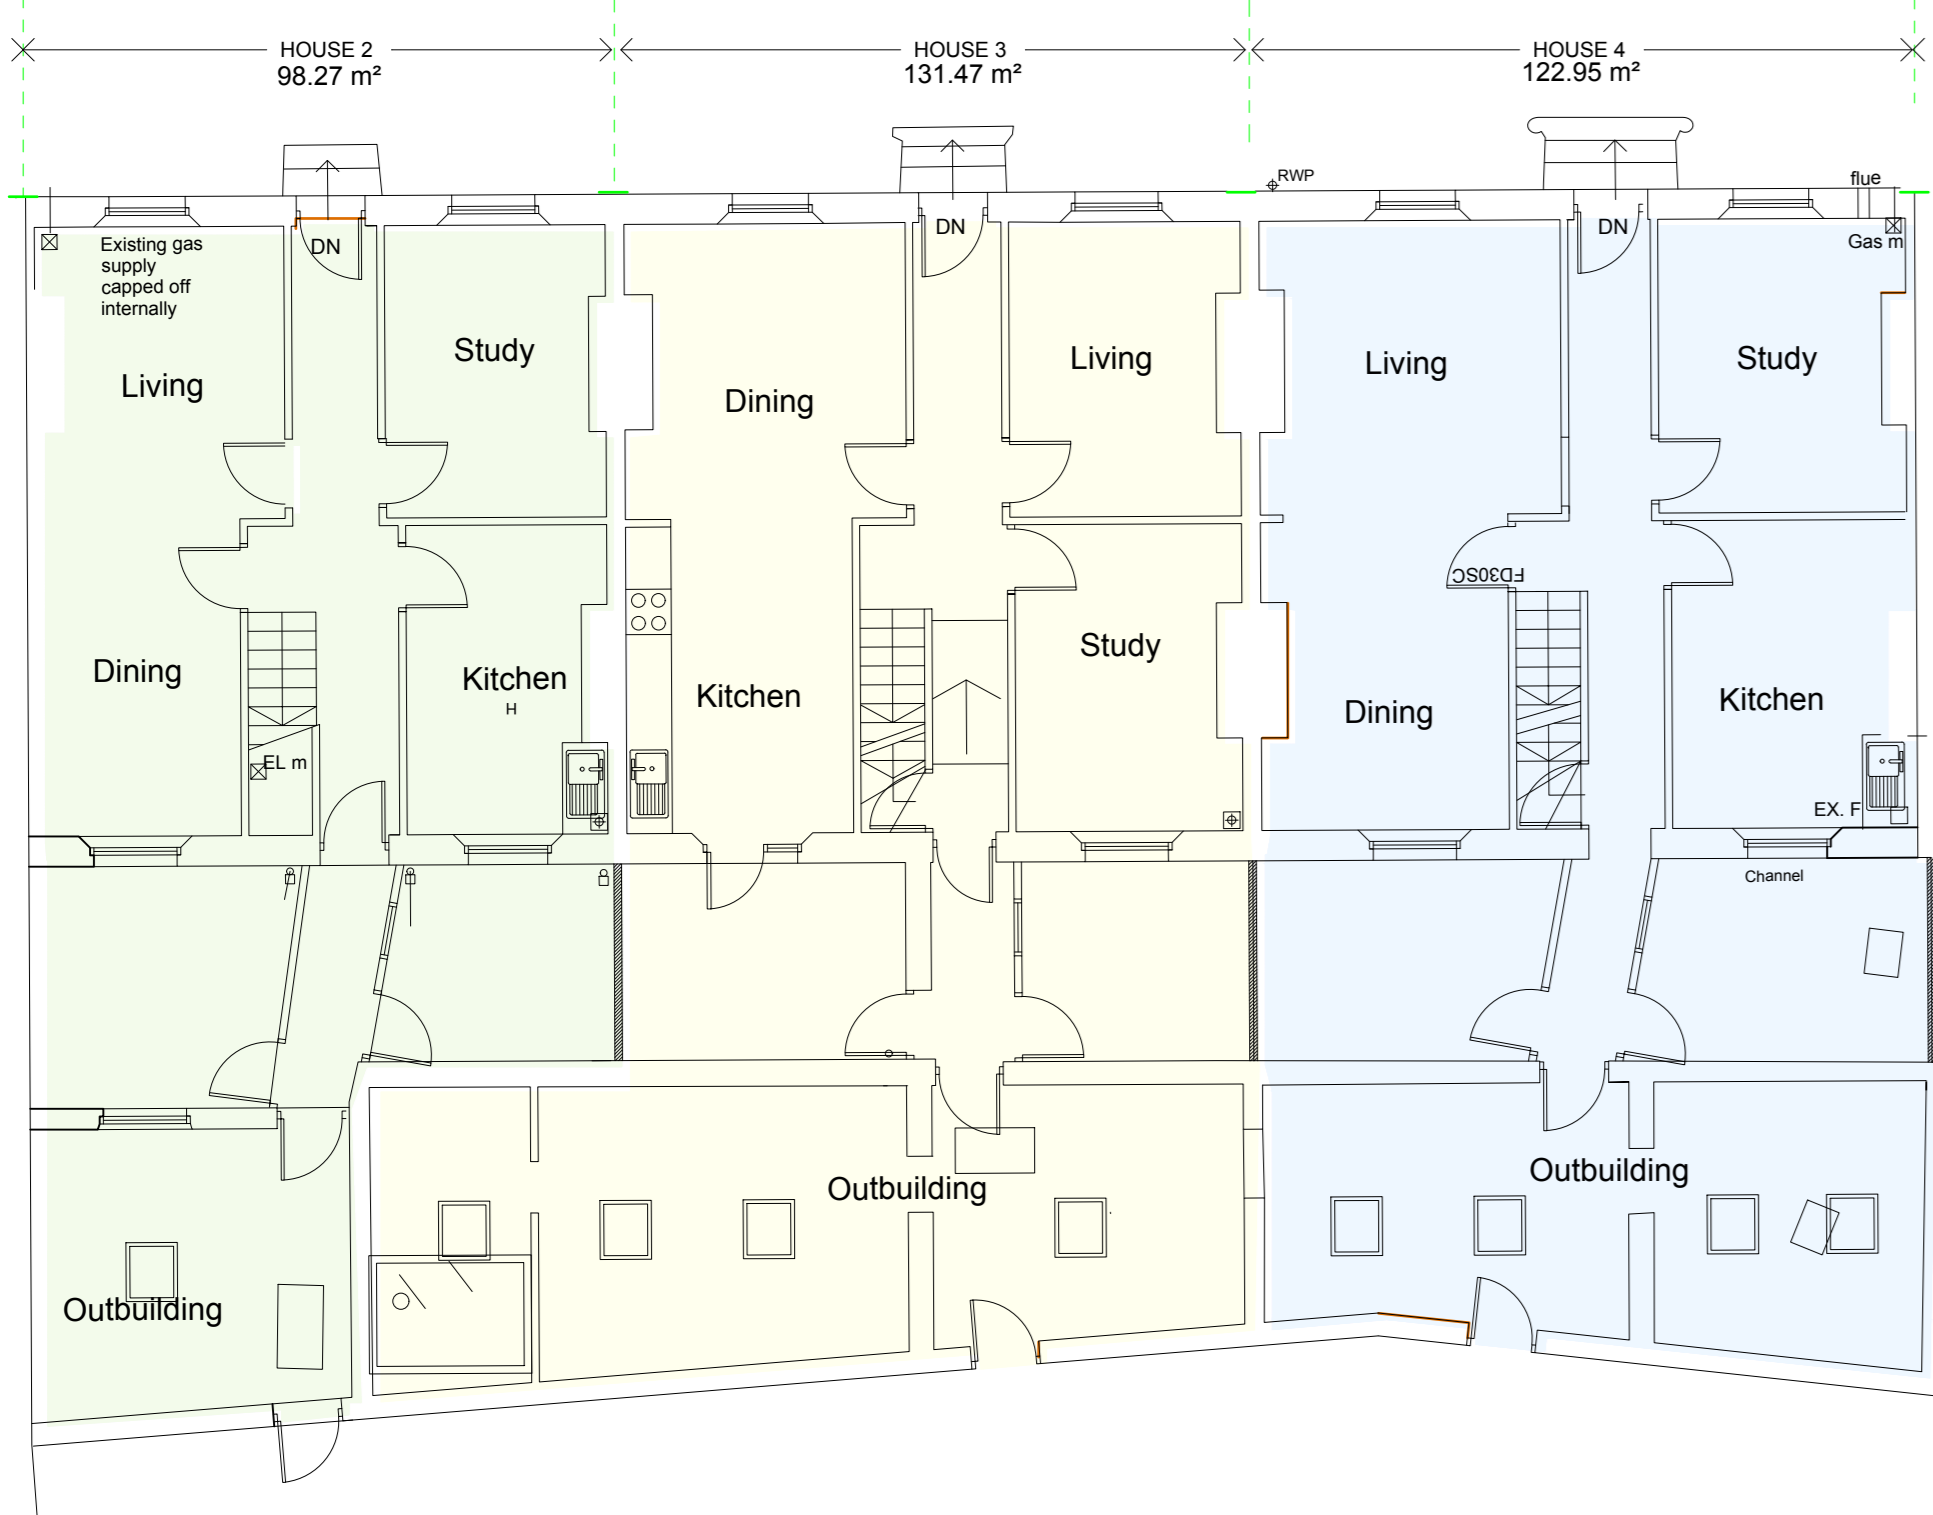 HOUSE 2
98.27 m²
HOUSE 3
131.47 m²
HOUSE 4
122.95 m²
RWP
flue
DN
DN
DN
Gas m
Existing gas
supply
capped off
internally
Living
Study
Dining
Living
Living
Study
FD30SC
Dining
Kitchen
H
Kitchen
Study
Dining
Kitchen
EL m
EX. F
Channel
Outbuilding
Outbuilding
Outbuilding